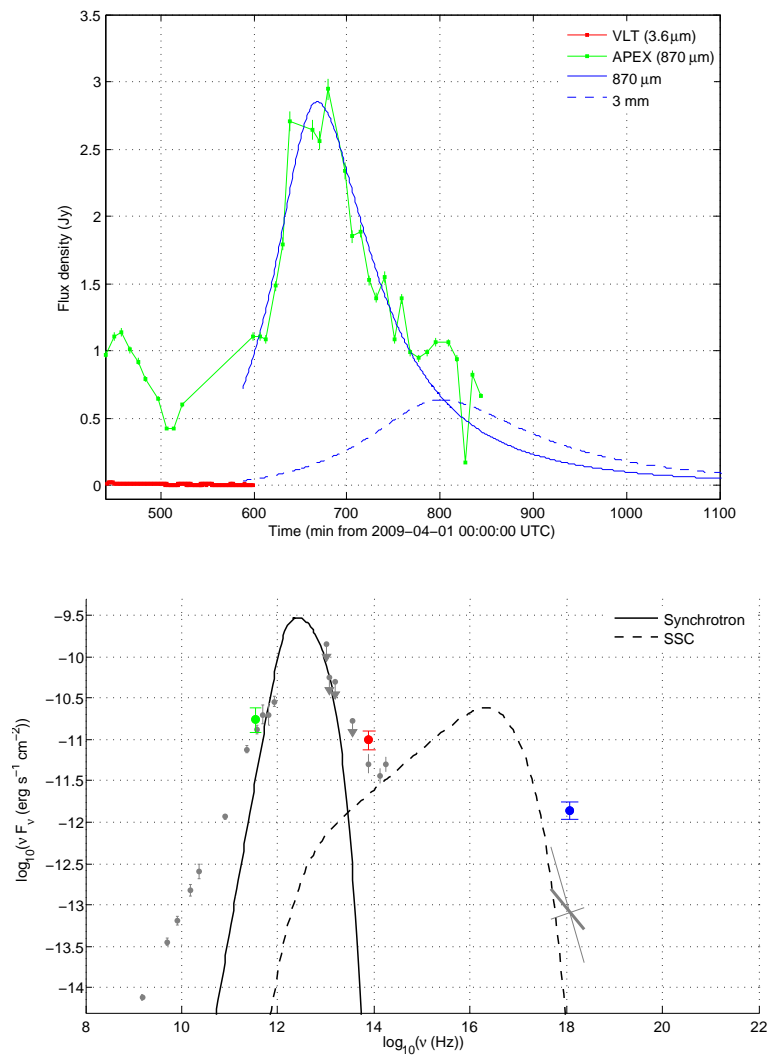 3.5
3
2.5
2
1.5
1
0.5
0
Flux density (Jy)
VLT (3.6µm)
APEX (870 µm)
870 µm
3 mm
500 600 700 800 900 1000 1100
Time (min from 2009−04−01 00:00:00 UTC)
−9.5
−10
−10.5
−11
−11.5
−12
−12.5
−13
−13.5
−14
log10(ν Fν (erg s−1 cm−2))
Synchrotron
SSC
8 10 12 14 16 18 20 22
log10(ν (Hz))